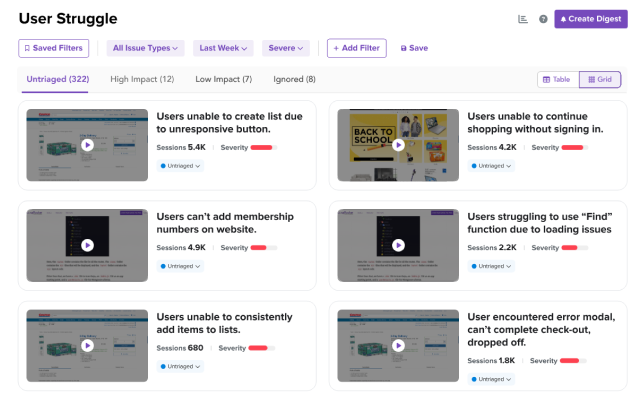 User Struggle
Create Digest
Saved Filters
All Issue Types
Last Week
Severe
+ Add Filter
Save
Untriaged (322)
High Impact (12)
Low Impact (7)
Ignored (8)
Table
Grid
Users unable to create list due
to unresponsive button.
Sessions 5.4K
Severity
Untriaged
BACK TO
SCHOOL
Users unable to continue
shopping without signing in.
Sessions 4.2K
Severity
Untriaged
Users can’t add membership
numbers on website.
Sessions 4.9K
Severity
Untriaged
Users struggling to use “Find”
function due to loading issues
Sessions 2.2K
Severity
Untriaged
Users unable to consistently
add items to lists.
Sessions 680
Severity
Untriaged
User encountered error modal,
can’t complete check-out,
dropped off.
Sessions 1.8K
Severity
Untriaged